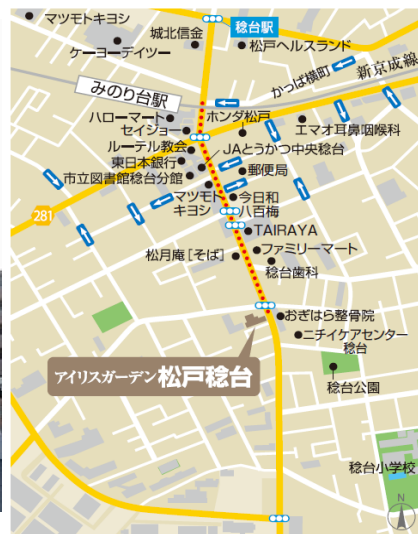 マツモトキヨシ
城北信金
稔台駅
ケーヨーデイツー
松戸ヘルスランド
新京成線
かっぱ横町
みのり台駅
ハローマート
ホンダ松戸
セイジョー
エマオ耳鼻咽喉科
ルーテル教会
JAとうかつ中央稔台
東日本銀行
郵便局
市立図書館稔台分館
マツモト
キヨシ
今日和
八百梅
281
TAIRAYA
松月庵[そば]
ファミリーマート
稔台歯科
おぎはら整骨院
ニチイケアセンター
稔台
アイリスガーデン 松戸稔台
稔台公園
稔台小学校
N